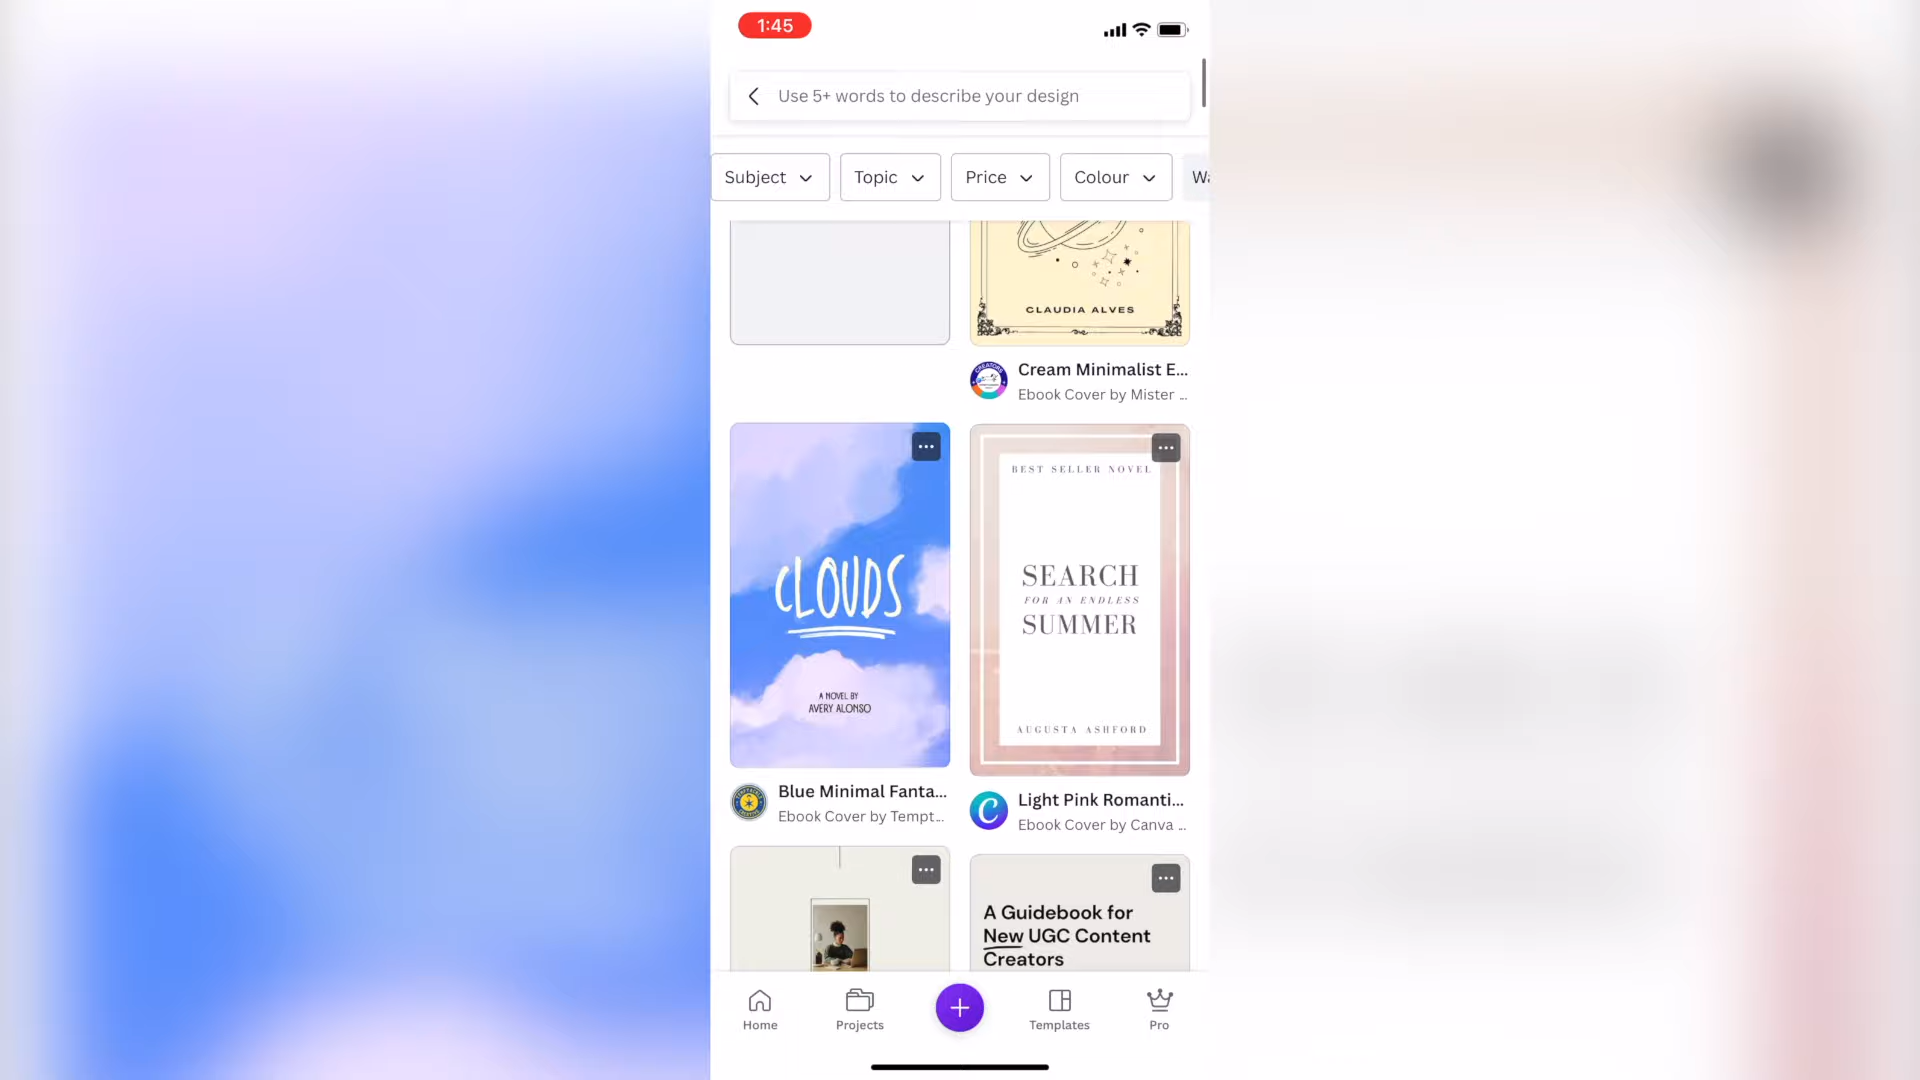 1:45
Use 5+ words to describe your design
Subject
Topic
Price
Colour
CLAUDIA ALVES
Cream Minimalist E...
Ebook Cover by Mister ...
CLOUDS
A NOVEL BY
AVERY ALONSO
BEST SELLER NOVEL
SEARCH
FOR AN ENDLESS
SUMMER
AUGUSTA ASHFORD
Blue Minimal Fanta...
Ebook Cover by Tempt...
Light Pink Romanti...
Ebook Cover by Canva ...
A Guidebook for
New UGC Content
Creators
Home
Projects
Templates
Pro